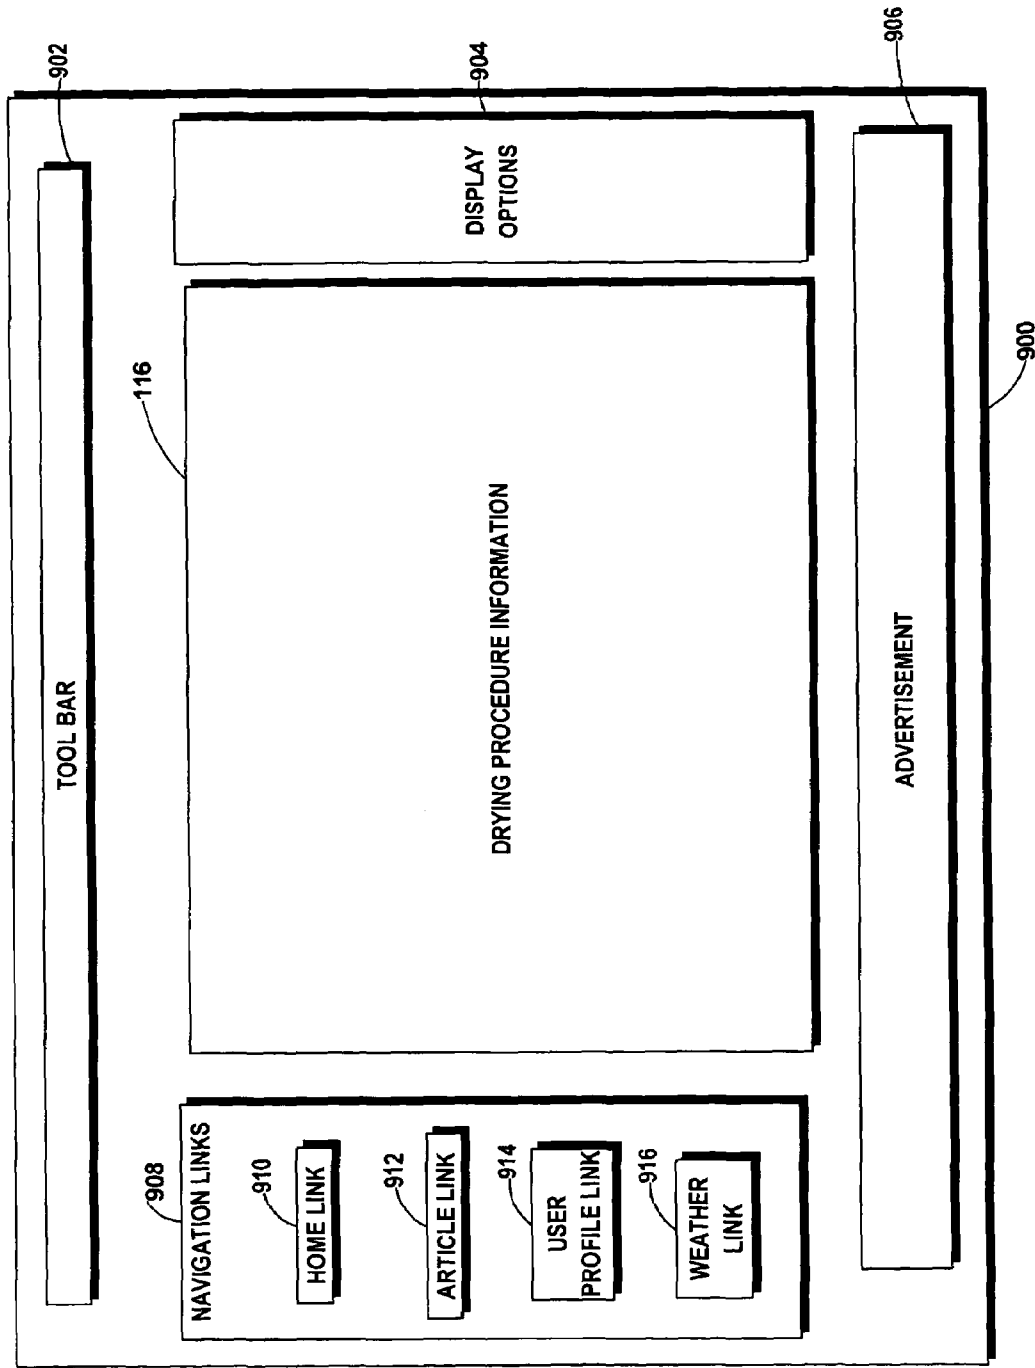 902
TOOL BAR
908
NAVIGATION LINKS
910
HOME LINK
912
ARTICLE LINK
914
USER
PROFILE LINK
916
WEATHER
LINK
116
DRYING PROCEDURE INFORMATION
904
DISPLAY
OPTIONS
906
ADVERTISEMENT
900